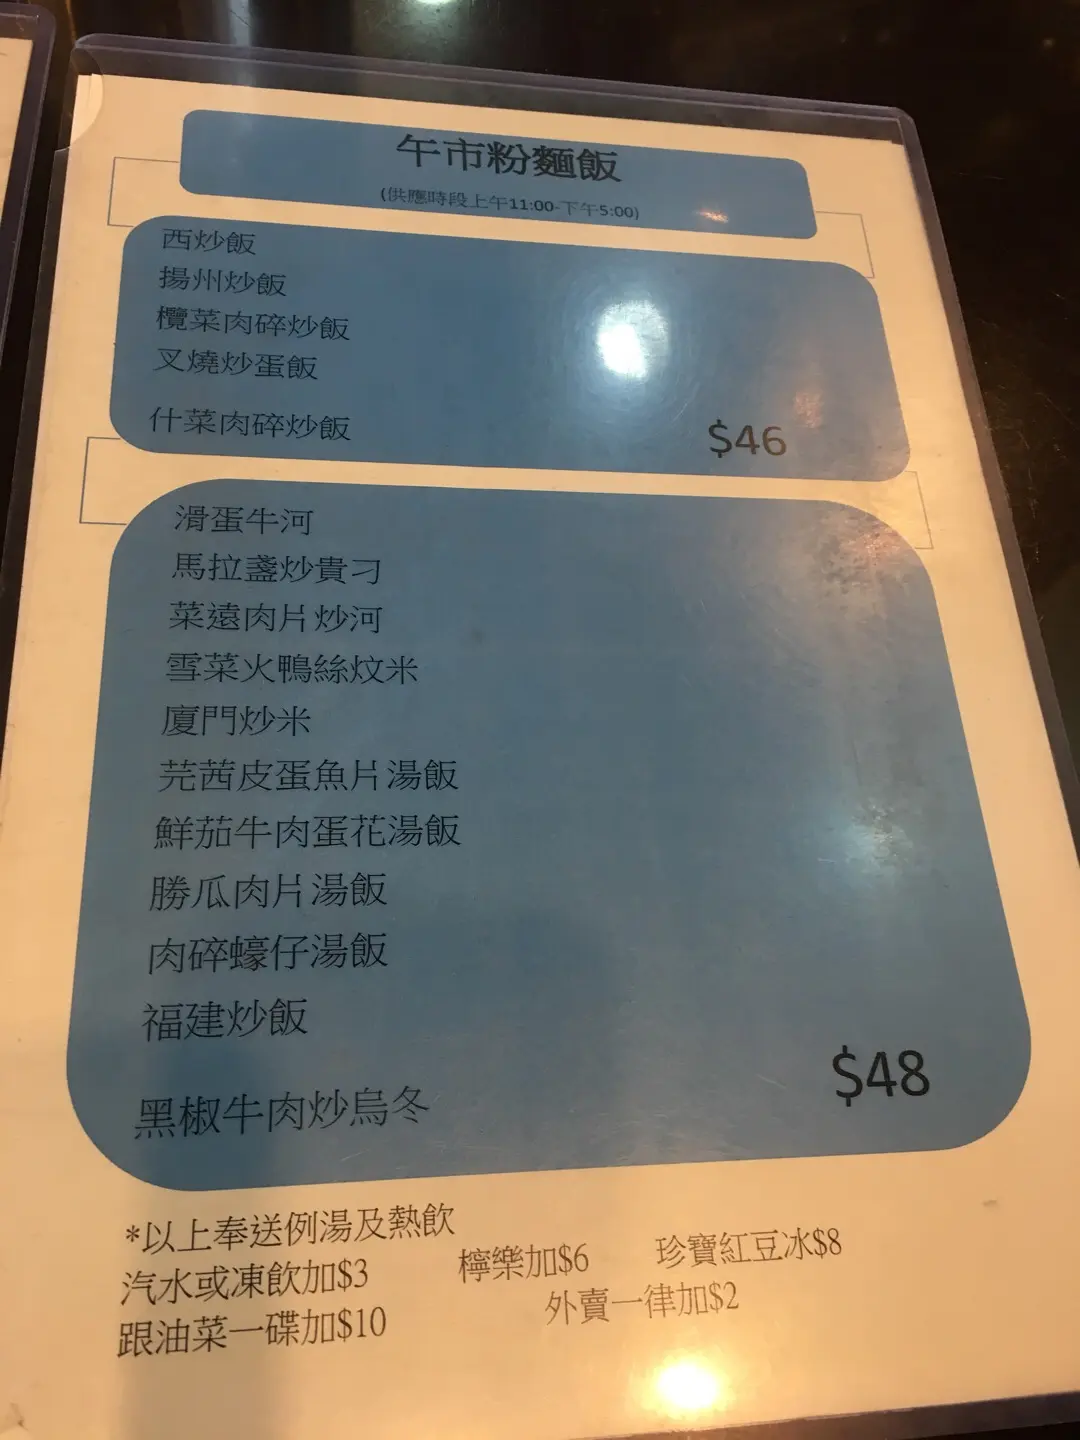 午市粉麵飯
(供應時段上午11:00-下午5:00)
西炒飯
揚州炒飯
欖菜肉碎炒飯
叉燒炒蛋飯
什菜肉碎炒飯
$46
滑蛋牛河
馬拉盞炒貴刁
菜遠肉片炒河
雪菜火鴨絲炆米
廈門炒米
芫茜皮蛋魚片湯飯
鮮茄牛肉蛋花湯飯
勝瓜肉片湯飯
肉碎蠔仔湯飯
福建炒飯
黑椒牛肉炒烏冬
$48
*以上奉送例湯及熱飲
汽水或凍飲加$3 檸樂加$6 珍寶紅豆冰$8
跟油菜一碟加$10 外賣一律加$2